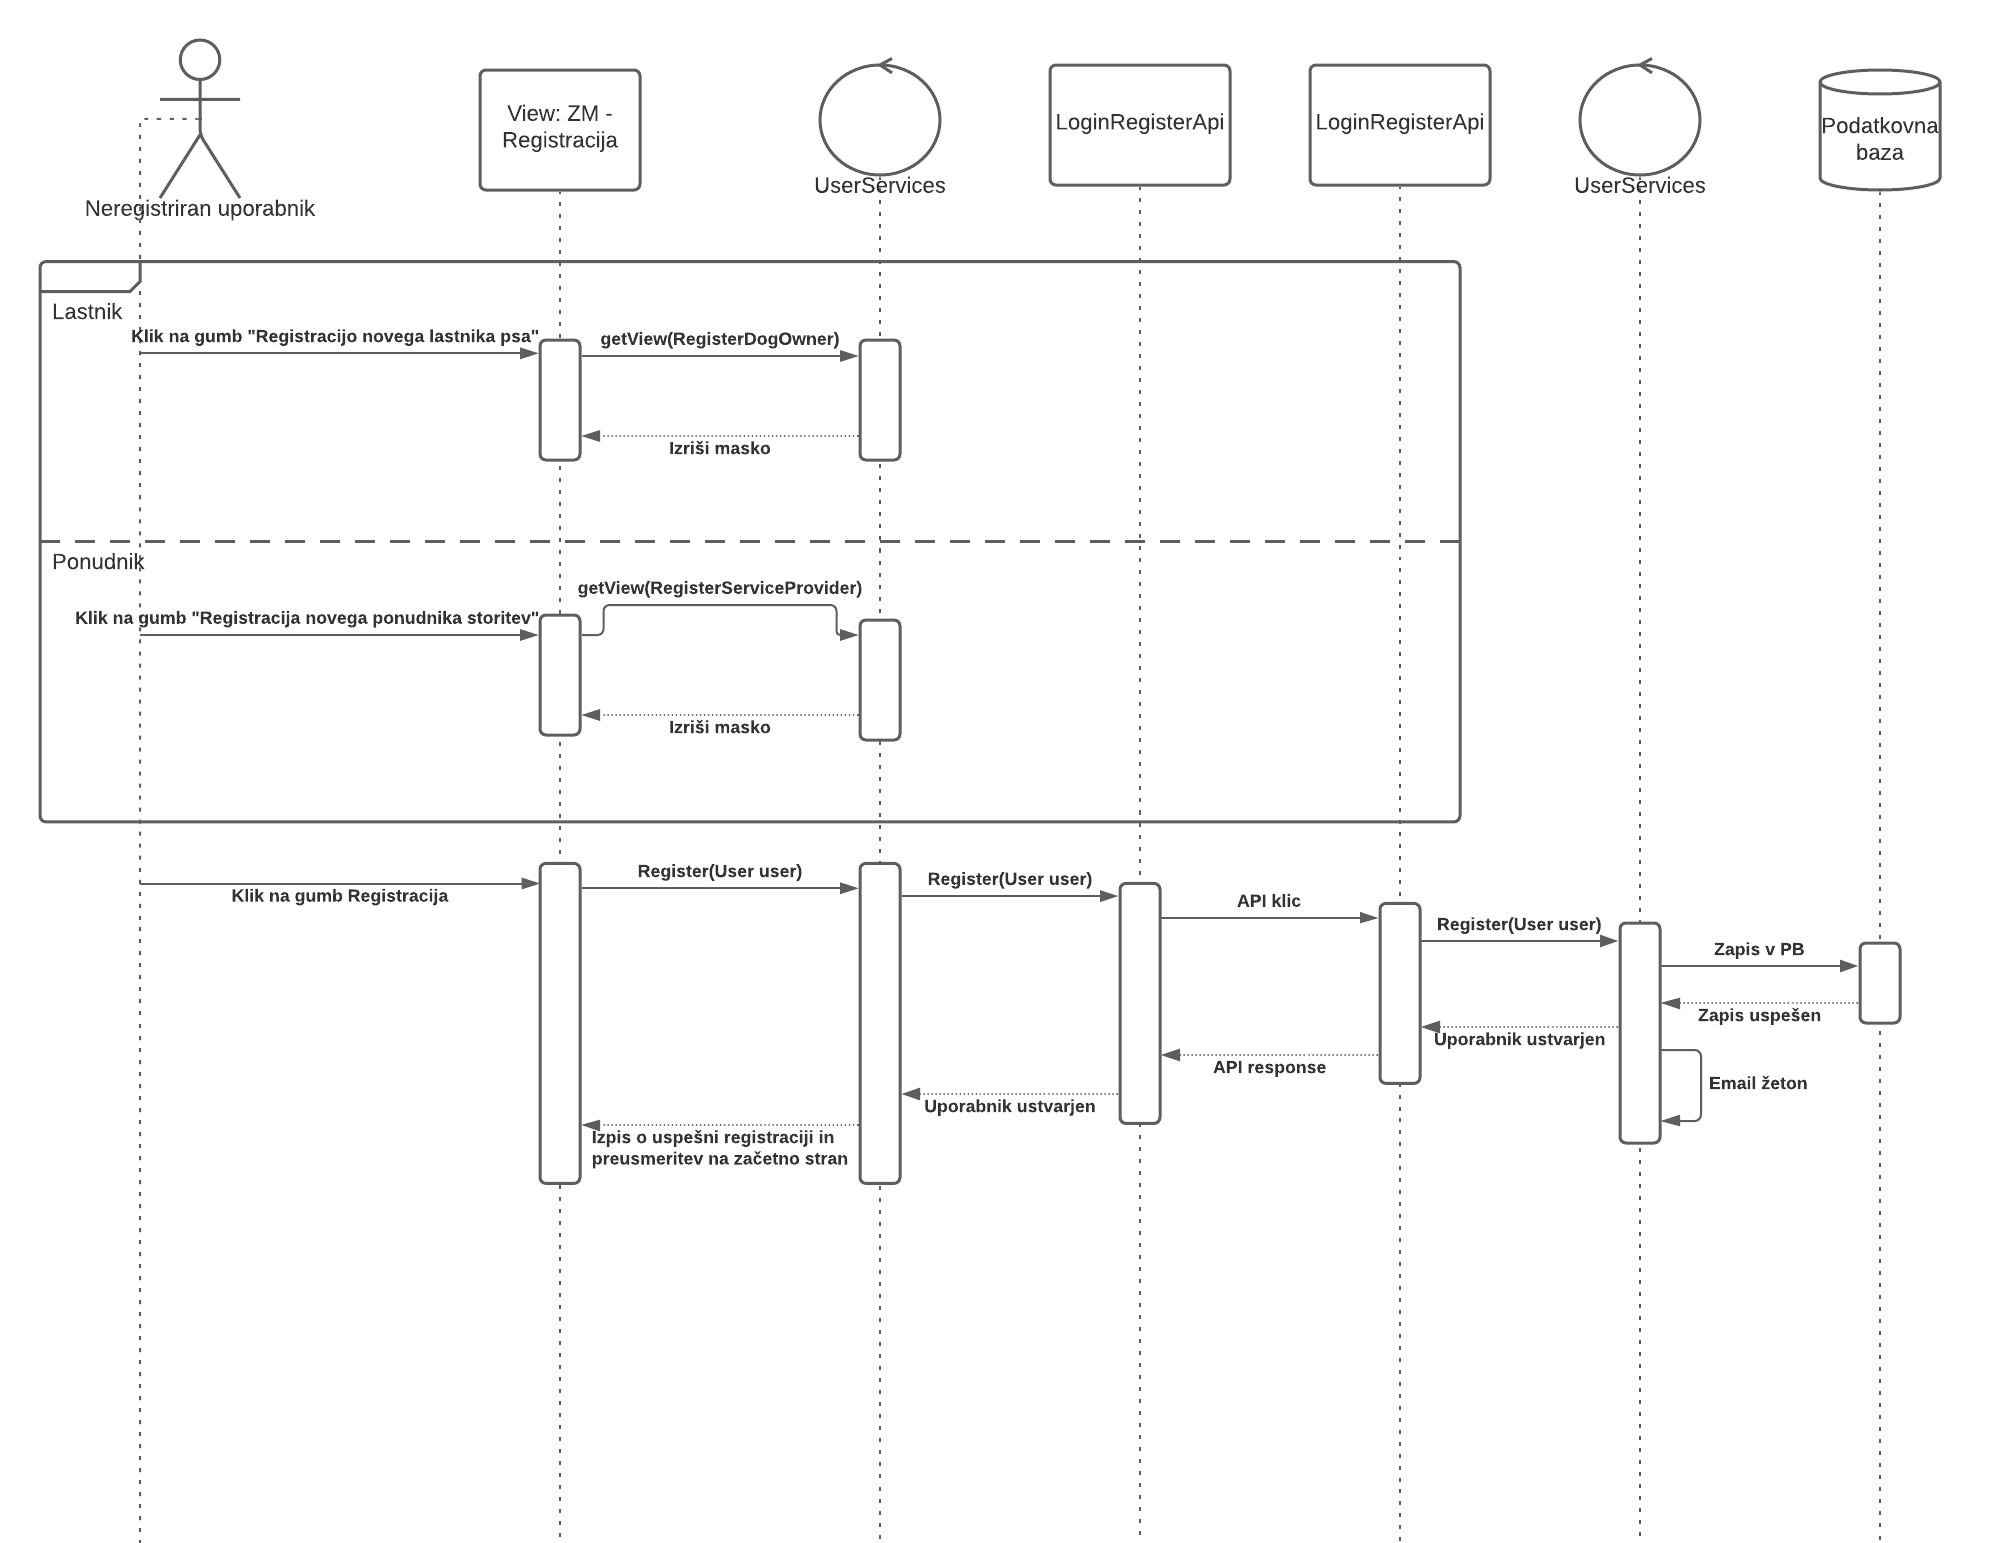 View: ZM -
Registracija
LoginRegisterApi
LoginRegisterApi
Podatkovna
baza
UserServices
UserServices
Neregistriran uporabnik
Lastnik
Klik na gumb "Registracijo novega lastnika psa"
getView(RegisterDogOwner)
Izriši masko
Ponudnik
getView(RegisterServiceProvider)
Klik na gumb "Registracija novega ponudnika storitev"
Izriši masko
Register(User user)
Register(User user)
Klik na gumb Registracija
API klic
Register(User user)
Zapis v PB
Zapis uspešen
Uporabnik ustvarjen
API response
Email žeton
Uporabnik ustvarjen
Izpis o uspešni registraciji in
preusmeritev na začetno stran